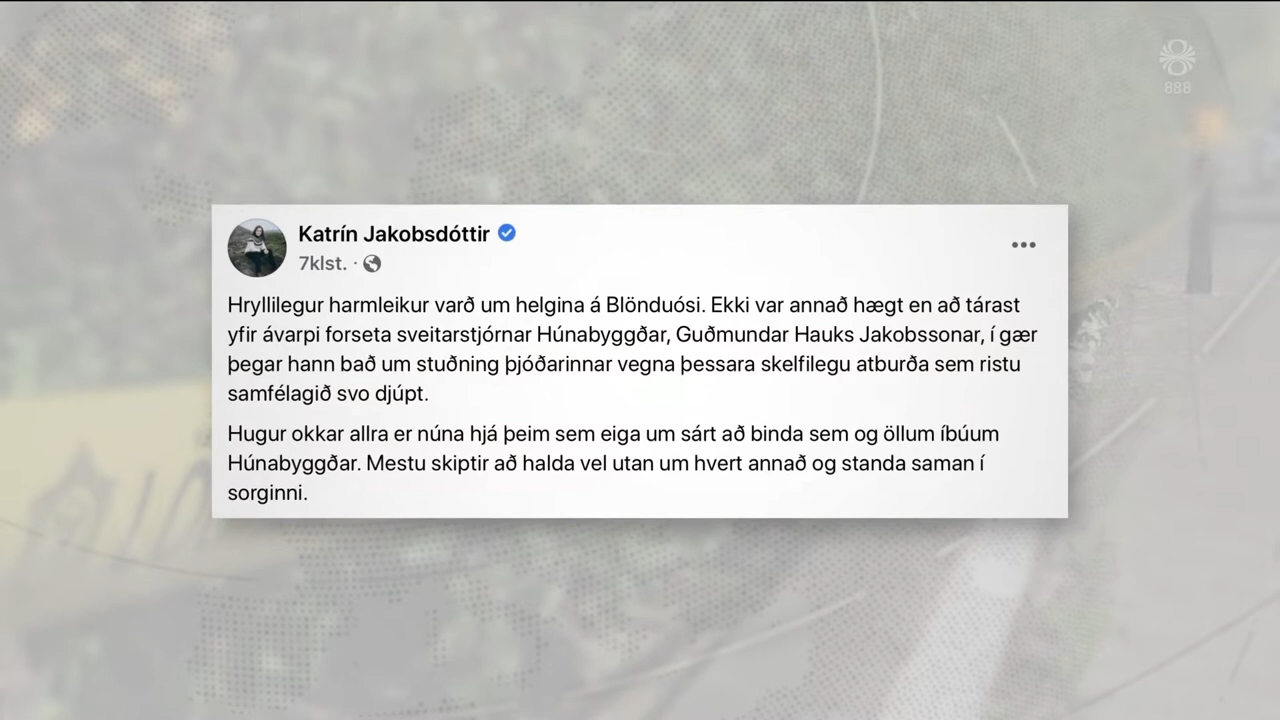 888
Katrín Jakobsdóttir
7klst.
Hryllilegur harmleikur varð um helgina á Blönduósi. Ekki var annað hægt en að tárast
yfir ávarpi forseta sveitarstjórnar Húnabyggðar, Guðmundar Hauks Jakobssonar, í gær
þegar hann bað um stuðning þjóðarinnar vegna þessara skelfilegu atburða sem ristu
samfélagið svo djúpt.
Hugur okkar allra er núna hjá þeim sem eiga um sárt að binda sem og öllum íbúum
Húnabyggðar. Mestu skiptir að halda vel utan um hvert annað og standa saman í
sorginni.